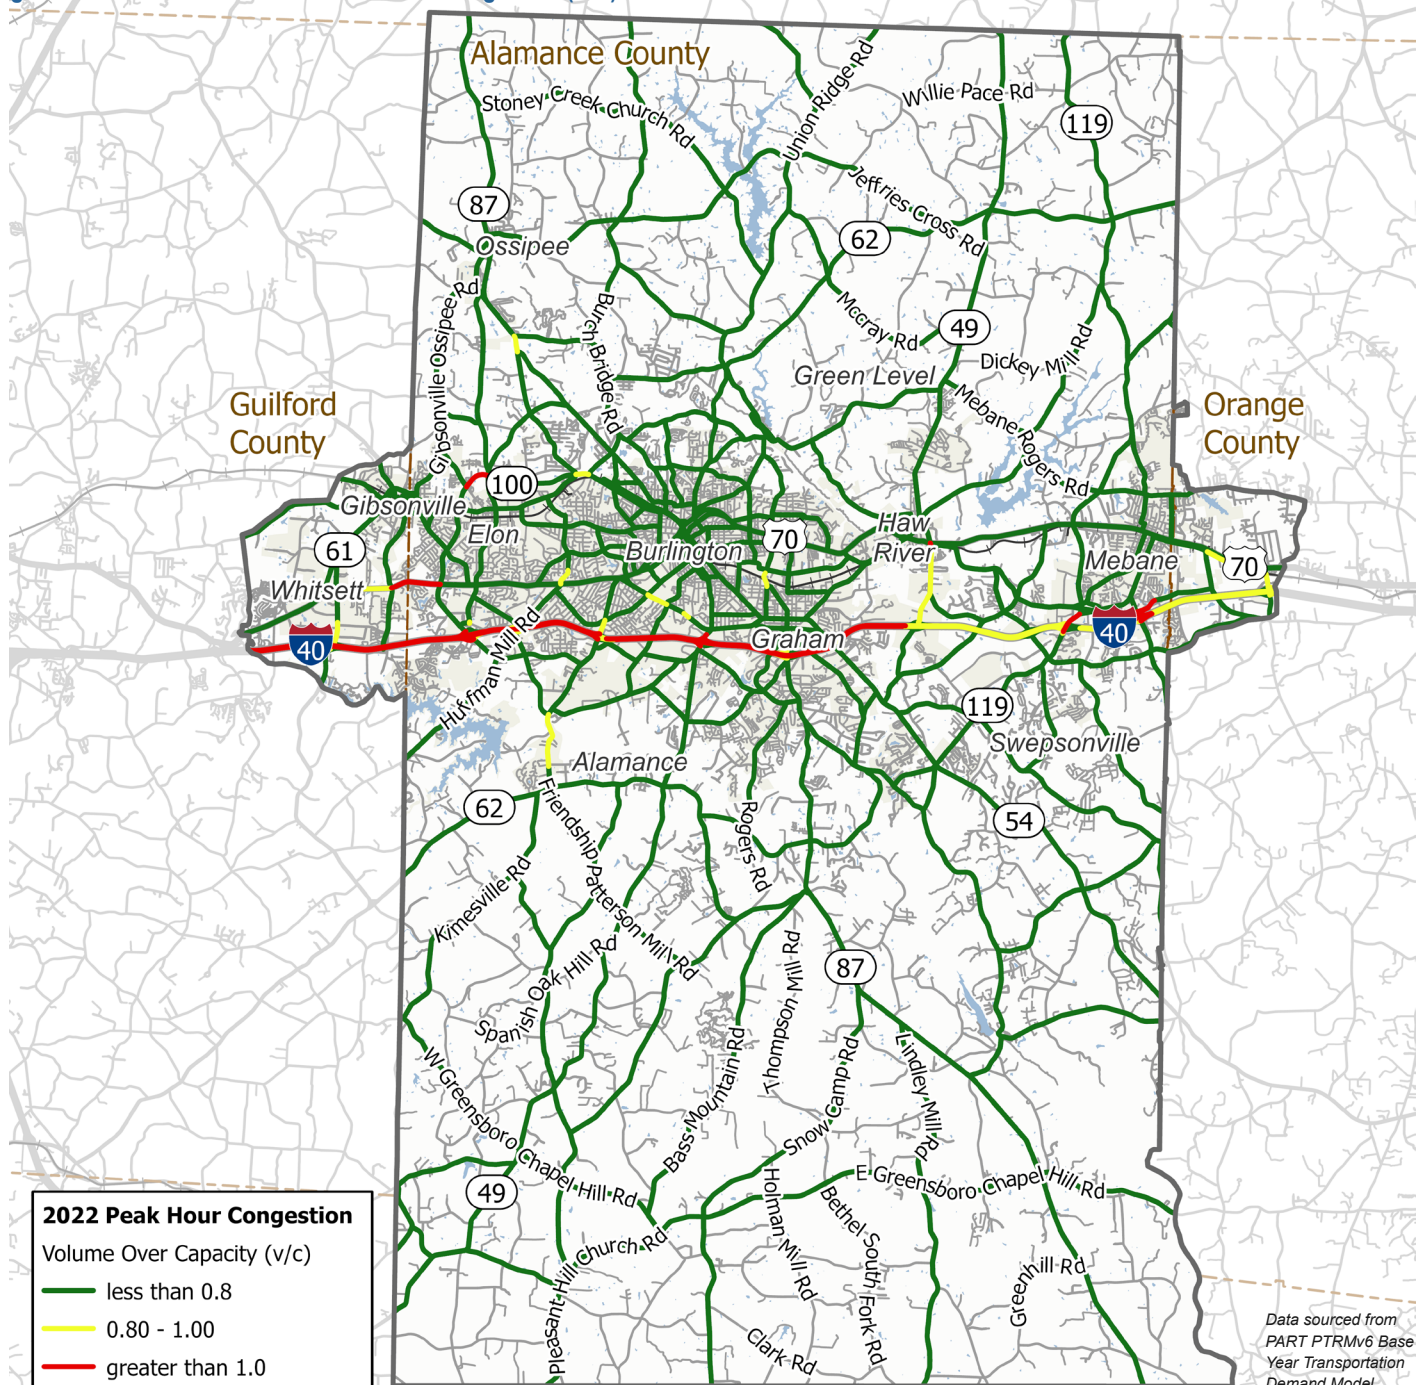 Alamance County
Stoney Creek Church Rd
Union Ridge Rd
Willie Pace Rd
119
87
Ossipee
Jeffries Cross Rd
62
Gibsonville Ossipee Rd
Burch Bridge Rd
Mccray Rd
49
Dickey Mill Rd
Green Level
Mebane Rogers Rd
Guilford
County
Orange
County
100
Gibsonville
Elon
61
Burlington
70
Haw
River
Mebane
70
Whitsett
40
Huffman Mill Rd
Graham
40
119
Swepsonville
Alamance
62
Friendship Patterson Mill Rd
Rogers Rd
54
Kimesville Rd
Spanish Oak Hill Rd
87
Thompson Mill Rd
Bass Mountain Rd
Snow Camp Rd
Lindley Mill Rd
W Greensboro Chapel Hill Rd
E Greensboro Chapel Hill Rd
49
Holman Mill Rd
Bethel South Fork Rd
Pleasant Hill Church Rd
Greenhill Rd
Clark Rd
2022 Peak Hour Congestion
Volume Over Capacity (v/c)
less than 0.8
0.80 - 1.00
greater than 1.0
Data sourced from
PART PTRMv6 Base
Year Transportation
Demand Model